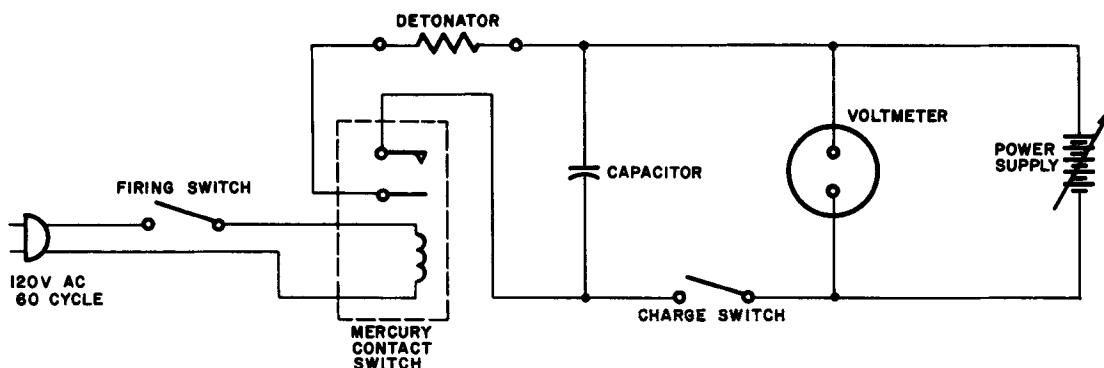 DETONATOR
VOLTMETER
POWER
SUPPLY
CAPACITOR
FIRING SWITCH
120V AC
60 CYCLE
CHARGE SWITCH
MERCURY
CONTACT
SWITCH